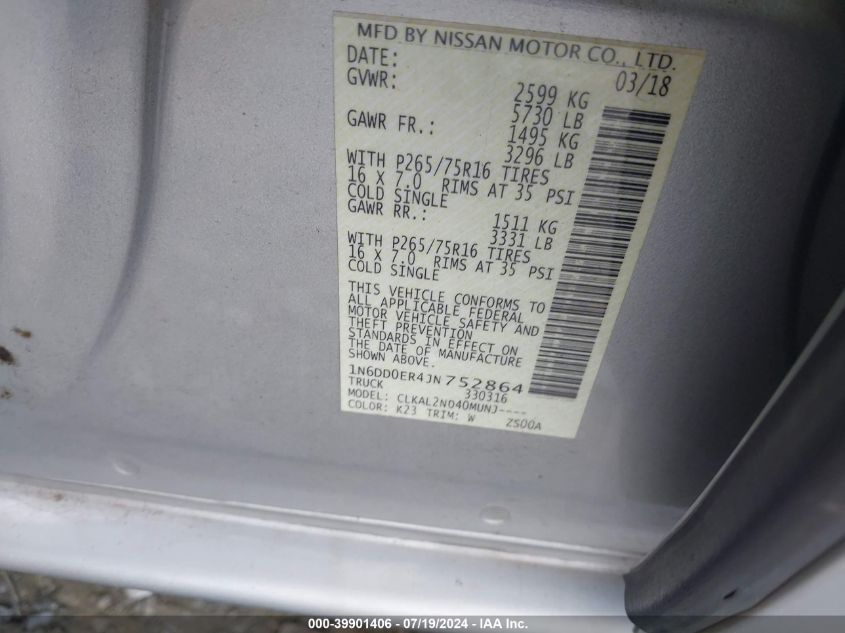 MFD BY NISSAN MOTOR CO., LTD.
DATE: 03/18
GVWR: 2599 KG
5730 LB
GAWR FR.: 1495 KG
3296 LB
WITH P265/75R16 TIRES
16 X 7.0 RIMS AT 35 PSI
COLD SINGLE
GAWR RR.: 1511 KG
3331 LB
WITH P265/75R16 TIRES
16 X 7.0 RIMS AT 35 PSI
COLD SINGLE
THIS VEHICLE CONFORMS TO
ALL APPLICABLE FEDERAL
MOTOR VEHICLE SAFETY AND
THEFT PREVENTION
STANDARDS IN EFFECT ON
THE DATE OF MANUFACTURE
SHOWN ABOVE.
1N6DD0ER4JN752864
TRUCK 330316
MODEL: CLKAL2ND40MUNJ----
COLOR: K23 TRIM: W ZS00A
000-39901406 - 07/19/2024 - IAA Inc.